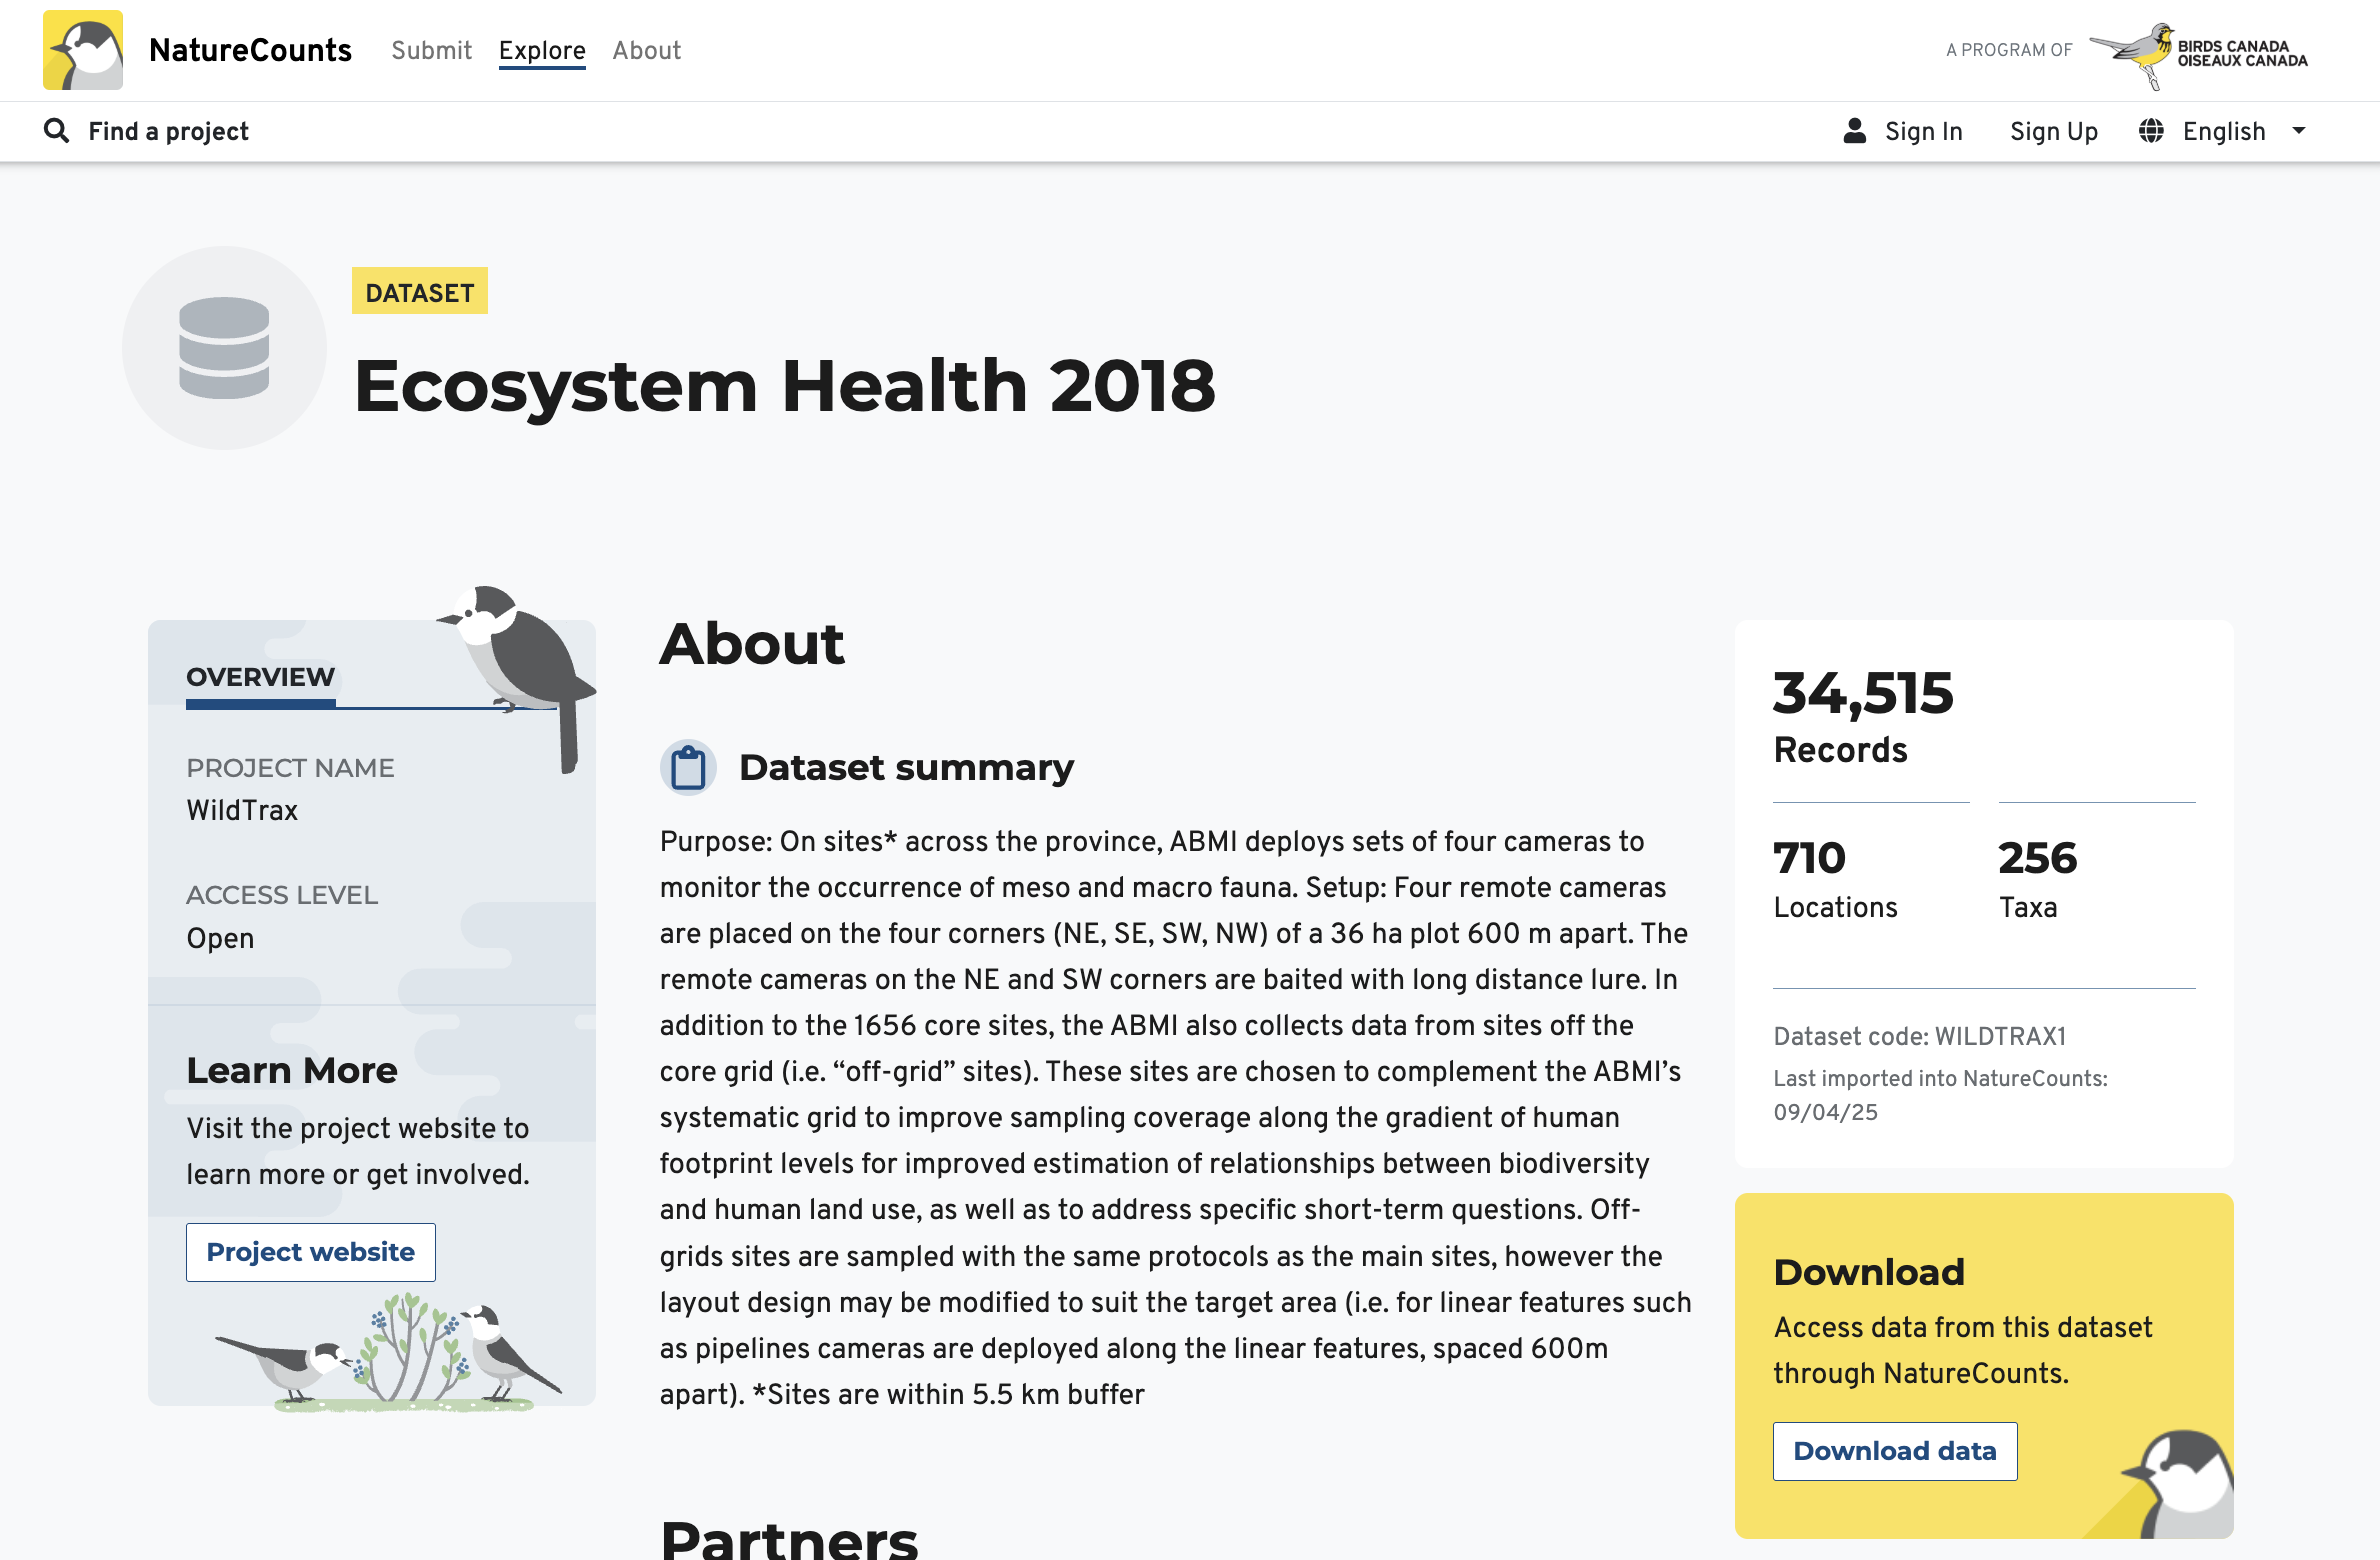 NatureCounts Submit Explore About
A PROGRAM OF BIRDS CANADA
OISEAUX CANADA
Find a project
Sign In Sign Up English
DATASET
Ecosystem Health 2018
OVERVIEW
PROJECT NAME
WildTrax
ACCESS LEVEL
Open
Learn More
Visit the project website to
learn more or get involved.
Project website
About
Dataset summary
Purpose: On sites* across the province, ABMI deploys sets of four cameras to
monitor the occurrence of meso and macro fauna. Setup: Four remote cameras
are placed on the four corners (NE, SE, SW, NW) of a 36 ha plot 600 m apart. The
remote cameras on the NE and SW corners are baited with long distance lure. In
addition to the 1656 core sites, the ABMI also collects data from sites off the
core grid (i.e. “off-grid” sites). These sites are chosen to complement the ABMI’s
systematic grid to improve sampling coverage along the gradient of human
footprint levels for improved estimation of relationships between biodiversity
and human land use, as well as to address specific short-term questions. Off-
grids sites are sampled with the same protocols as the main sites, however the
layout design may be modified to suit the target area (i.e. for linear features such
as pipelines cameras are deployed along the linear features, spaced 600m
apart). *Sites are within 5.5 km buffer
Partners
34,515
Records
710
Locations
256
Taxa
Dataset code: WILDTRAX1
Last imported into NatureCounts:
09/04/25
Download
Access data from this dataset
through NatureCounts.
Download data